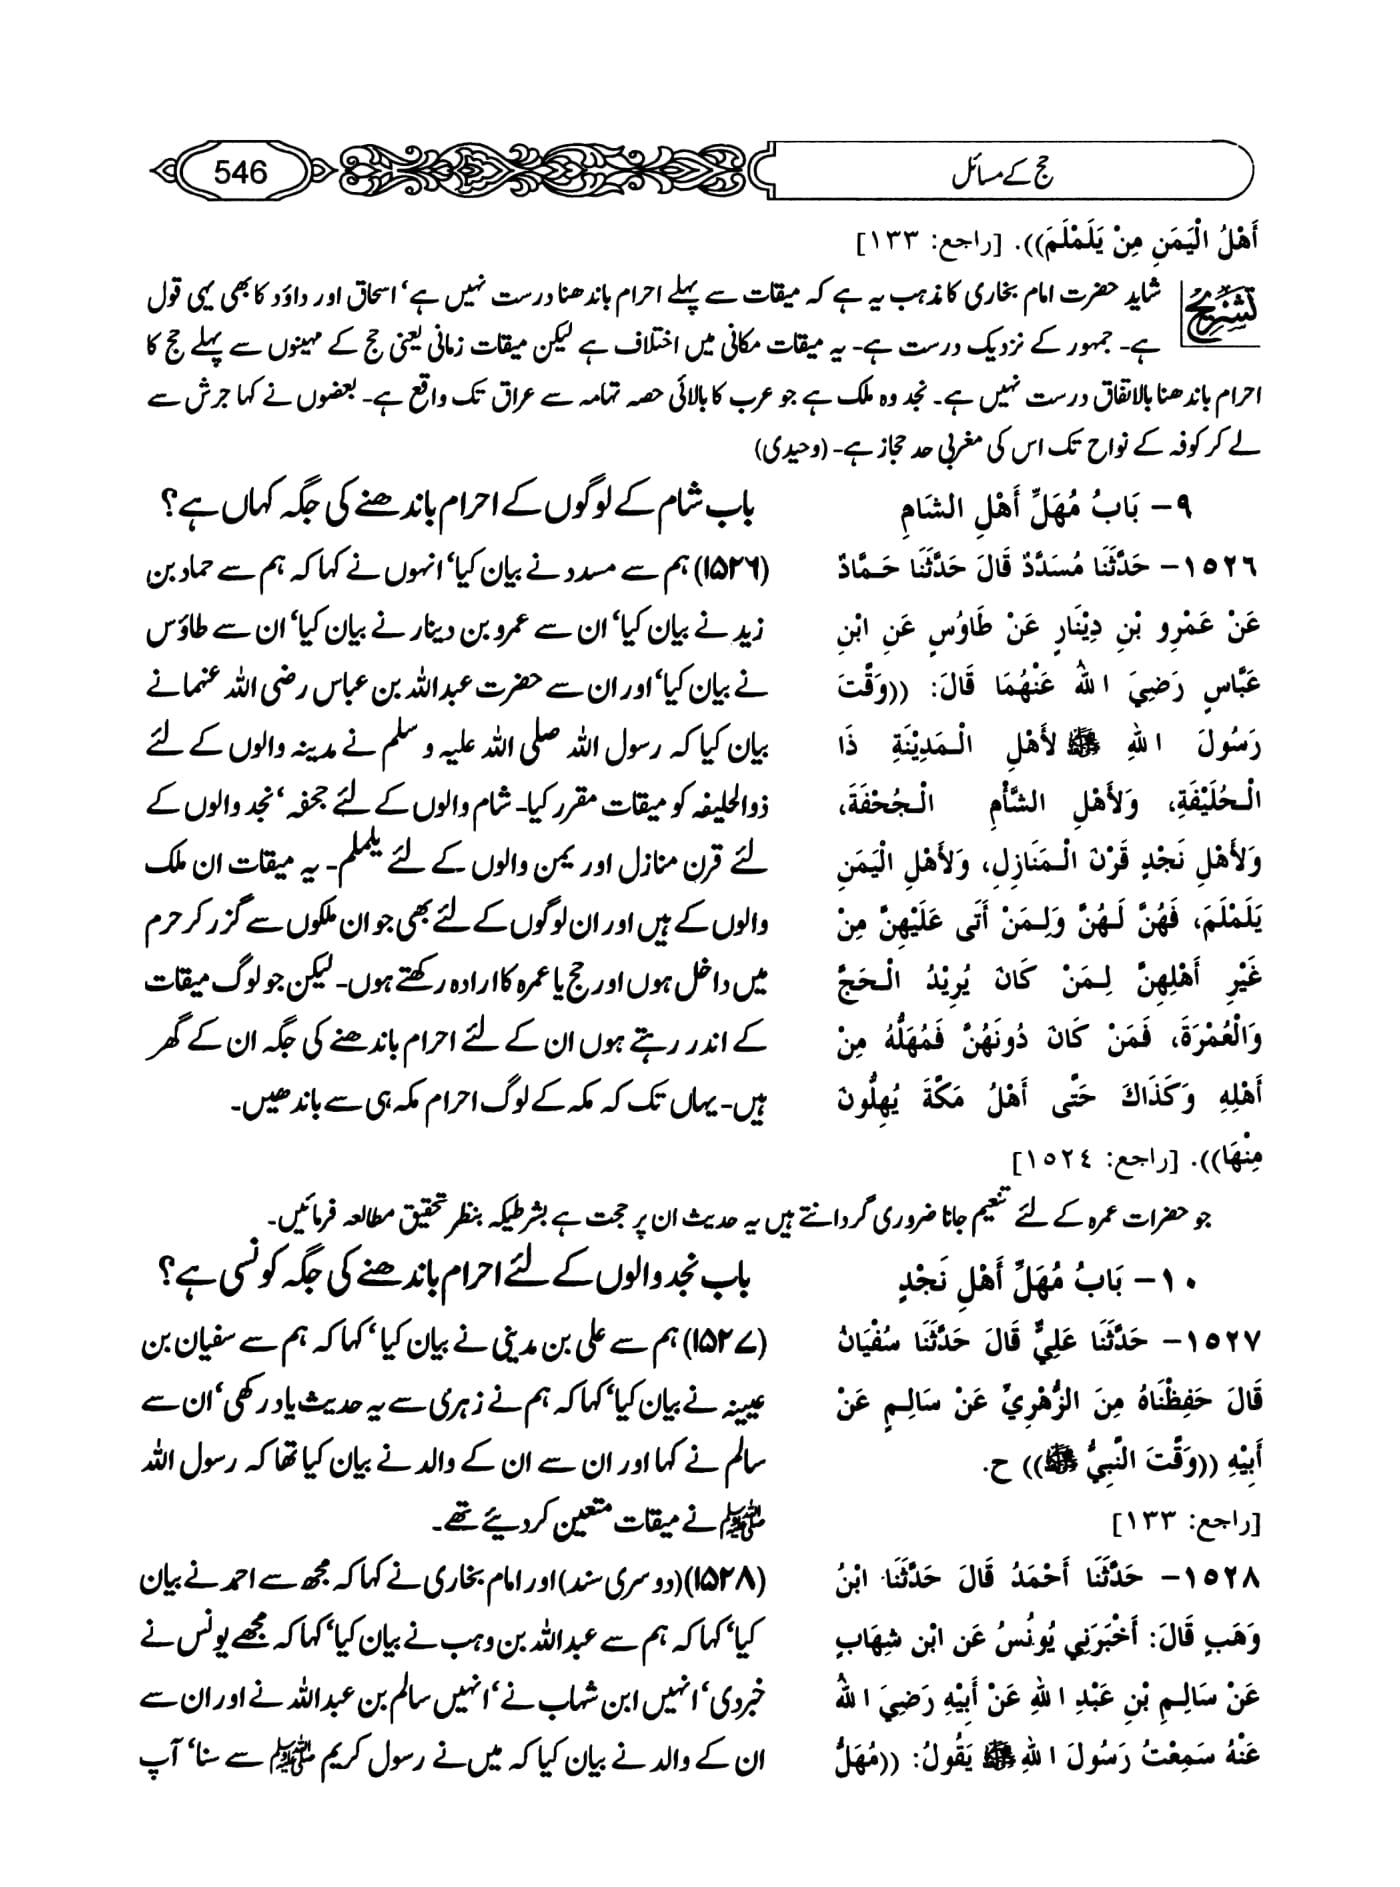 حج کے مسائل
546
أَهْلُ الْيَمَنِ مِنْ يَلَمْلَمَ)). [راجع: ١٣٣]
تشریح
شاید حضرت امام بخاری کا مذہب یہ ہے کہ میقات سے پہلے احرام باندھنا درست نہیں ہے‘ اسحاق اور داؤد کا بھی یہی قول
ہے۔ جمہور کے نزدیک درست ہے۔ یہ میقات مکانی میں اختلاف ہے لیکن میقات زمانی یعنی حج کے مہینوں سے پہلے حج کا
احرام باندھنا بالاتفاق درست نہیں ہے۔ نجد وہ ملک ہے جو عرب کا بالائی حصہ تہامہ سے عراق تک واقع ہے۔ بعضوں نے کہا جرش سے
لے کر کوفہ کے نواح تک اس کی مغربی حد حجاز ہے۔ (وحیدی)
٩- بَابُ مُهَلِّ أَهْلِ الشَامِ
١٥٢٦- حَدَّثَنَا مُسَدَّدٌ قَالَ حَدَّثَنَا حَمَّادٌ
عَنْ عَمْرِو بْنِ دِيْنَارٍ عَنْ طَاوُسٍ عَنِ ابْنِ
عَبَّاسٍ رَضِيَ اللهُ عَنْهُمَا قَالَ: ((وَقَّتَ
رَسُولَ اللهِ ﷺ لأَهْلِ الْمَدِيْنَةِ ذَا
الْحُلَيْفَةِ، وَلأَهْلِ الشَّأْمِ الْجُحْفَةَ،
وَلأَهْلِ نَجْدٍ قَرْنَ الْمَنَازِلِ، وَلأَهْلِ الْيَمَنِ
يَلَمْلَمَ، فَهُنَّ لَهُنَّ وَلِمَنْ أَتَى عَلَيْهِنَّ مِنْ
غَيْرِ أَهْلِهِنَّ لِمَنْ كَانَ يُرِيْدُ الْحَجَّ
وَالْعُمْرَةَ، فَمَنْ كَانَ دُونَهُنَّ فَمُهَلُّهُ مِنْ
أَهْلِهِ وَكَذَاكَ حَتَّى أَهْلُ مَكَّةَ يُهِلُّونَ
مِنْهَا)). [راجع: ١٥٢٤]
باب شام کے لوگوں کے احرام باندھنے کی جگہ کہاں ہے؟
(۱۵۲۶) ہم سے مسدد نے بیان کیا‘ انہوں نے کہا کہ ہم سے حماد بن
زید نے بیان کیا‘ ان سے عمرو بن دینار نے بیان کیا‘ ان سے طاؤس
نے بیان کیا‘ اور ان سے حضرت عبداللہ بن عباس رضی اللہ عنہما نے
بیان کیا کہ رسول اللہ صلی اللہ علیہ و سلم نے مدینہ والوں کے لئے
ذوالحلیفہ کو میقات مقرر کیا۔ شام والوں کے لئے جحفہ‘ نجد والوں کے
لئے قرن منازل اور یمن والوں کے لئے یلملم۔ یہ میقات ان ملک
والوں کے ہیں اور ان لوگوں کے لئے بھی جو ان ملکوں سے گزر کر حرم
میں داخل ہوں اور حج یا عمرہ کا ارادہ رکھتے ہوں۔ لیکن جو لوگ میقات
کے اندر رہتے ہوں ان کے لئے احرام باندھنے کی جگہ ان کے گھر
ہیں۔ یہاں تک کہ مکہ کے لوگ احرام مکہ ہی سے باندھیں۔
جو حضرات عمرہ کے لئے تنعیم جانا ضروری گردانتے ہیں یہ حدیث ان پر حجت ہے بشرطیکہ بنظر تحقیق مطالعہ فرمائیں۔
١٠- بَابُ مُهَلِّ أَهْلِ نَجْدٍ
١٥٢٧- حَدَّثَنَا عَلِيٌّ قَالَ حَدَّثَنَا سُفْيَانُ
قَالَ حَفِظْنَاهُ مِنَ الزُّهْرِيِّ عَنْ سَالِمٍ عَنْ
أَبِيْهِ ((وَقَّتَ النَّبِيُّ ﷺ)) ح.
[راجع: ١٣٣]
١٥٢٨- حَدَّثَنَا أَحْمَدُ قَالَ حَدَّثَنَا ابْنُ
وَهَبٍ قَالَ: أَخْبَرَنِي يُونُسُ عَنِ ابْنِ شِهَابٍ
عَنْ سَالِمِ بْنِ عَبْدِ اللهِ عَنْ أَبِيْهِ رَضِيَ اللهُ
عَنْهُ سَمِعْتُ رَسُولَ اللهِ ﷺ يَقُولُ: ((مُهَلُّ
باب نجد والوں کے لئے احرام باندھنے کی جگہ کونسی ہے؟
(۱۵۲۷) ہم سے علی بن مدینی نے بیان کیا‘ کہا کہ ہم سے سفیان بن
عیینہ نے بیان کیا‘ کہا کہ ہم نے زہری سے یہ حدیث یاد رکھی‘ ان سے
سالم نے کہا اور ان سے ان کے والد نے بیان کیا تھا کہ رسول اللہ
ﷺ نے میقات متعین کر دیئے تھے۔
(۱۵۲۸) (دوسری سند) اور امام بخاری نے کہا کہ مجھ سے احمد نے بیان
کیا‘ کہا کہ ہم سے عبداللہ بن وہب نے بیان کیا‘ کہا کہ مجھے یونس نے
خبر دی‘ انہیں ابن شہاب نے‘ انہیں سالم بن عبداللہ نے اور ان سے
ان کے والد نے بیان کیا کہ میں نے رسول کریم ﷺ سے سنا‘ آپ